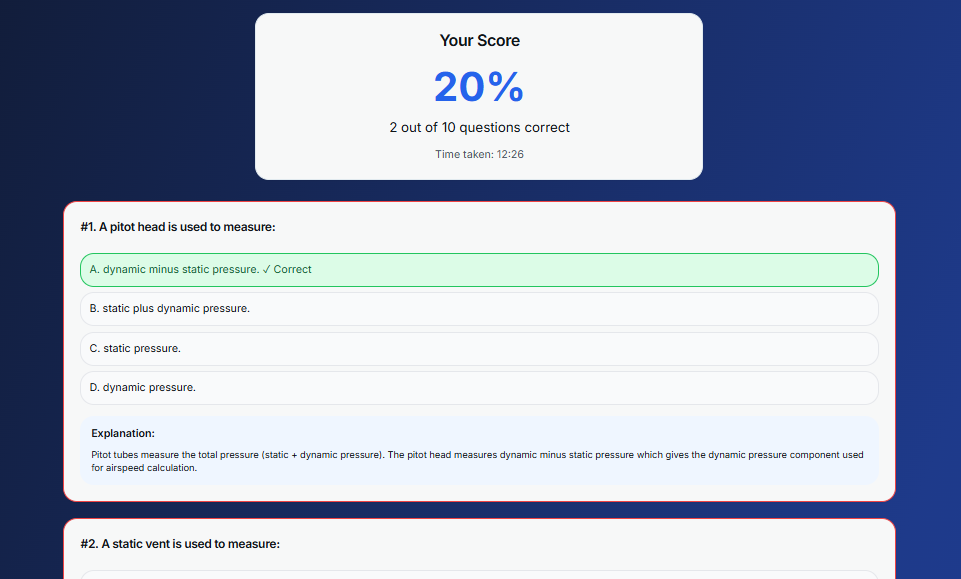 Your Score
20%
2 out of 10 questions correct
Time taken: 12:26
#1. A pitot head is used to measure:
A. dynamic minus static pressure. ✓ Correct
B. static plus dynamic pressure.
C. static pressure.
D. dynamic pressure.
Explanation:
Pitot tubes measure the total pressure (static + dynamic pressure). The pitot head measures dynamic minus static pressure which gives the dynamic pressure component used
for airspeed calculation.
#2. A static vent is used to measure: